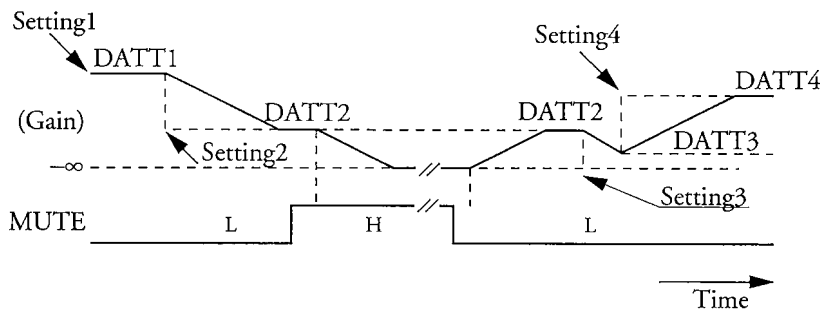 Setting1
Setting4
DATT1
DATT4
(Gain)
DATT2
DATT2
Setting2
DATT3
−∞
Setting3
MUTE
L
H
L
Time